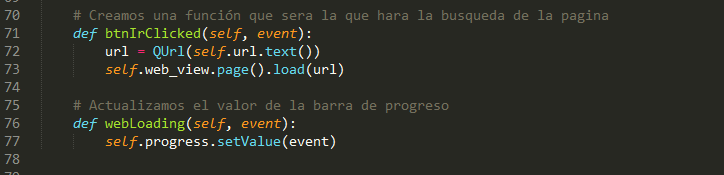 70 # Creamos una función que sera la que hara la busqueda de la pagina
71 def btnIrClicked(self, event):
72 url = QUrl(self.url.text())
73 self.web_view.page().load(url)
74
75 # Actualizamos el valor de la barra de progreso
76 def webLoading(self, event):
77 self.progress.setValue(event)
78